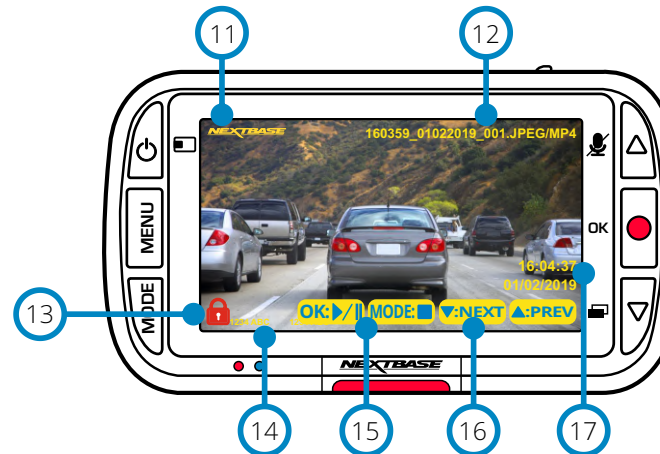 11
12
NEXTBASE
160359_01022019_001.JPEG/MP4
MENU
OK
16:04:37
01/02/2019
13
MODE
OK: ▶/II
MODE: ■
▼:NEXT
▲:PREV
NEXTBASE
14
15
16
17